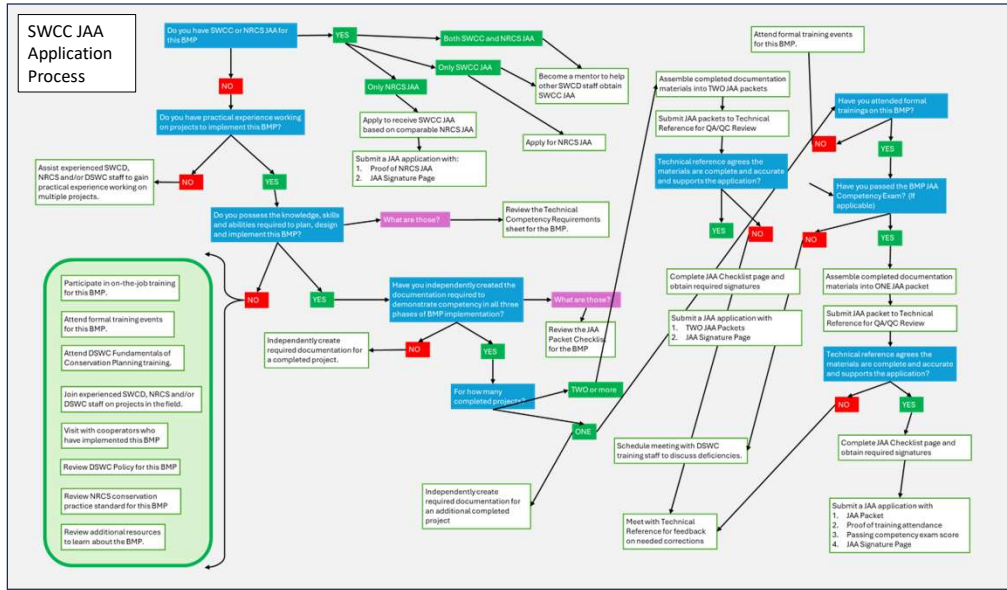 SWCC JAA
Application
Process
Do you have SWCC or NRCS JAA for
this BMP
YES
Both SWCC and NRCS JAA
Only SWCC JAA
Only NRCS JAA
Become a mentor to help
other SWCD staff obtain
SWCC JAA
Apply to receive SWCC JAA
based on comparable NRCS JAA
Apply for NRCS JAA
Submit a JAA application with:
1. Proof of NRCS JAA
2. JAA Signature Page
NO
Do you have practical experience working
on projects to implement this BMP?
Assist experienced SWCD,
NRCS and/or DSWC staff to gain
practical experience working on
multiple projects.
NO
YES
Do you possess the knowledge, skills
and abilities required to plan, design
and implement this BMP?
What are those?
Review the Technical
Competency Requirements
sheet for the BMP.
NO
YES
Participate in on-the-job training
for this BMP.
Attend formal training events
for this BMP.
Attend DSWC Fundamentals of
Conservation Planning training.
Join experienced SWCD, NRCS and/or
DSWC staff on projects in the field.
Visit with cooperators who
have implemented this BMP
Review DSWC Policy for this BMP
Review NRCS conservation
practice standard for this BMP
Review additional resources
to learn about the BMP.
Have you independently created the
documentation required to
demonstrate competency in all three
phases of BMP implementation?
What are those?
Review the JAA
Packet Checklist
for the BMP
Independently create
required documentation for
a completed project.
NO
YES
For how many
completed projects?
TWO or more
ONE
Independently create
required documentation for
an additional completed
project
Assemble completed documentation
materials into TWO JAA packets
Submit JAA packets to Technical
Reference for QA/QC Review
Technical reference agrees the
materials are complete and accurate
and supports the application?
YES
NO
Complete JAA Checklist page and
obtain required signatures
Submit a JAA application with
1. TWO JAA Packets
2. JAA Signature Page
Schedule meeting with DSWC
training staff to discuss deficiencies.
Meet with Technical
Reference for feedback
on needed corrections
Attend formal training events
for this BMP.
Have you attended formal
trainings on this BMP?
NO
YES
Have you passed the BMP JAA
Competency Exam? (If
applicable)
NO
YES
Assemble completed documentation
materials into ONE JAA packet
Submit JAA packet to Technical
Reference for QA/QC Review
Technical reference agrees the
materials are complete and accurate
and supports the application?
NO
YES
Complete JAA Checklist page and
obtain required signatures
Submit a JAA application with
1. JAA Packet
2. Proof of training attendance
3. Passing competency exam score
4. JAA Signature Page